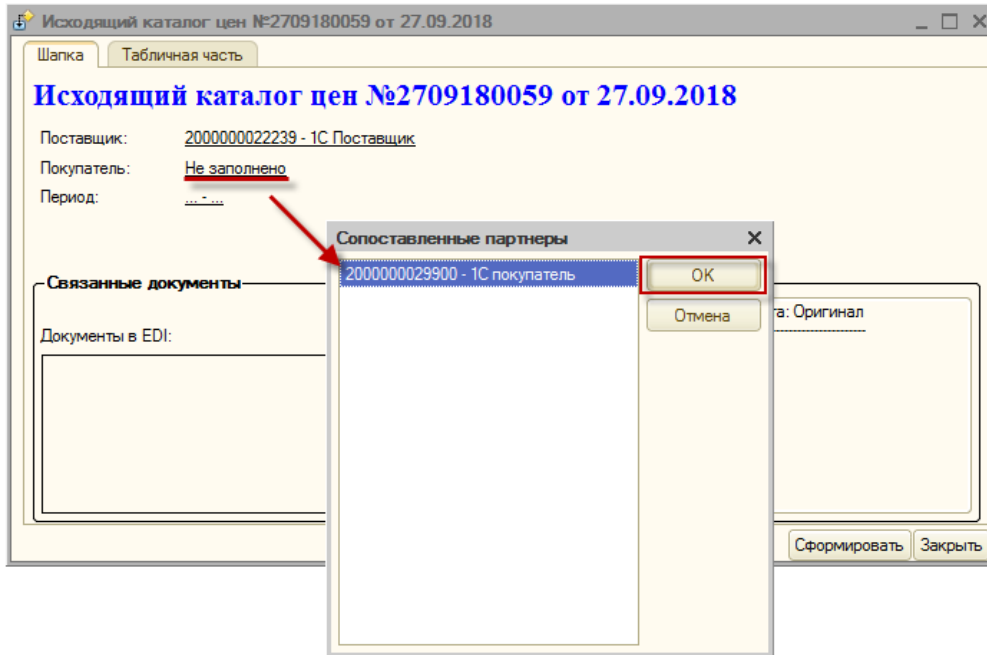 Исходящий каталог цен №2709180059 от 27.09.2018
Шапка
Табличная часть
Исходящий каталог цен №2709180059 от 27.09.2018
Поставщик: 2000000022239 - 1С Поставщик
Покупатель: Не заполнено
Период: ... - ...
Сопоставленные партнеры
2000000029900 - 1С покупатель
OK
Отмена
Связанные документы
Документы в EDI:
Оригинал
Сформировать
Закрыть